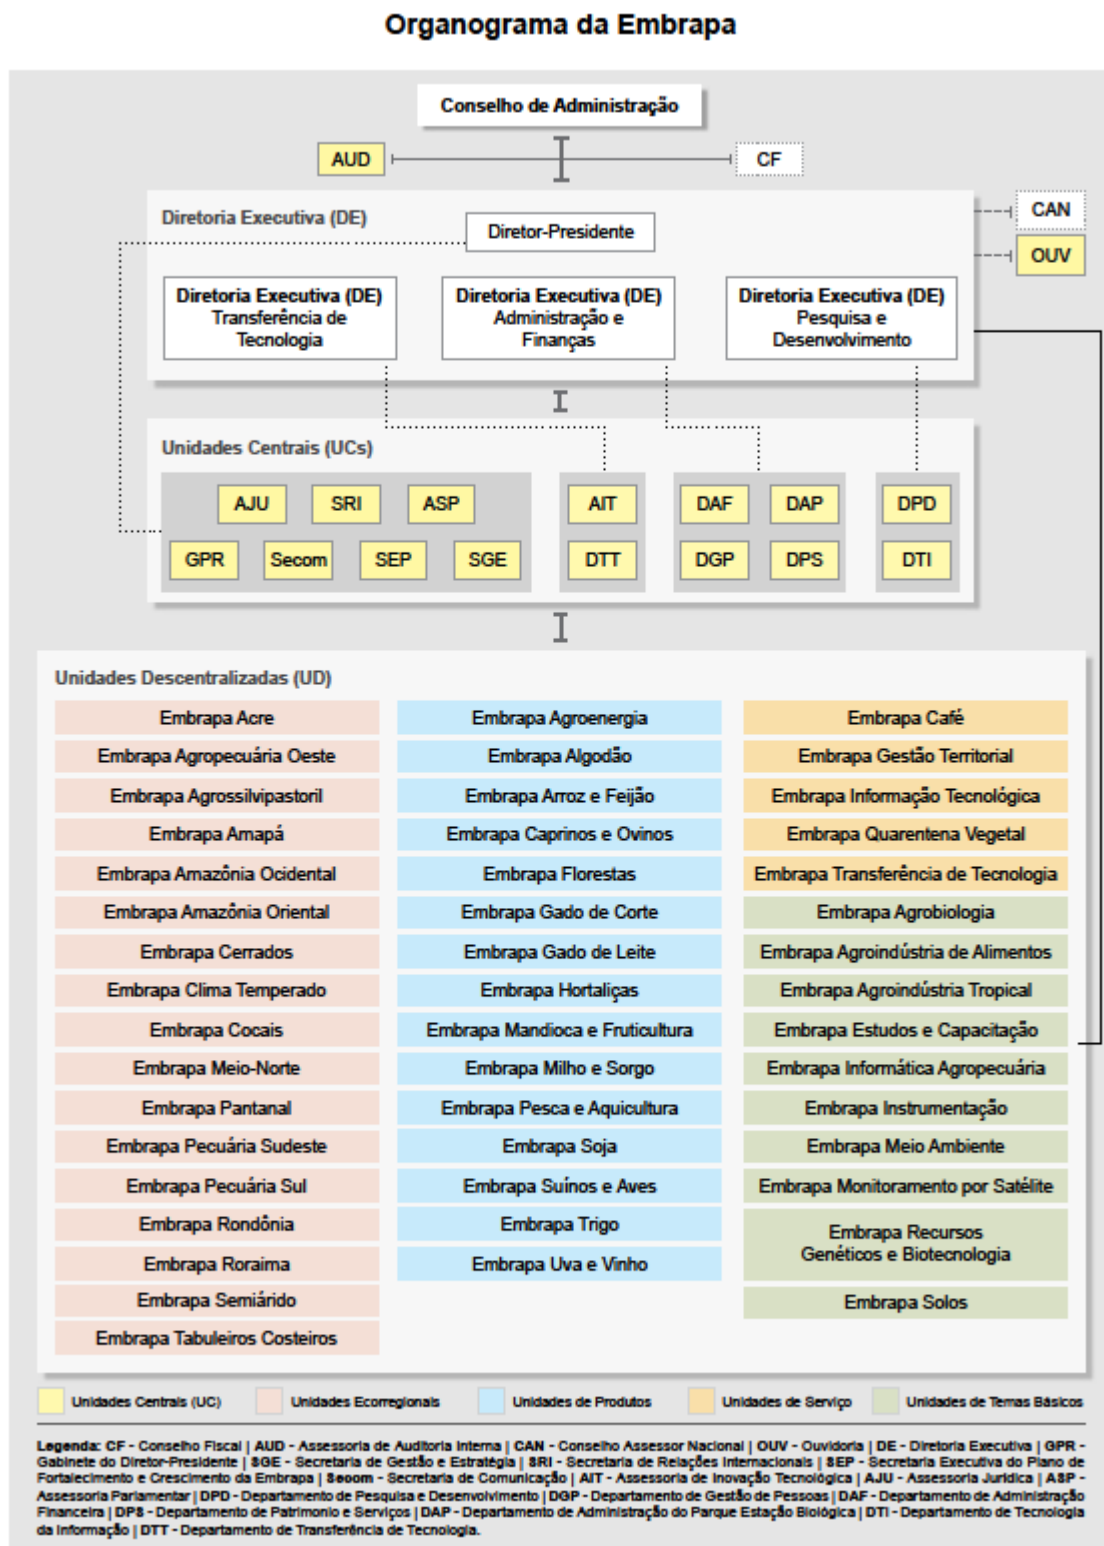 Organograma da Embrapa
Conselho de Administração
AUD
CF
Diretoria Executiva (DE)
Diretor-Presidente
CAN
OUV
Diretoria Executiva (DE)
Transferência de
Tecnologia
Diretoria Executiva (DE)
Administração e
Finanças
Diretoria Executiva (DE)
Pesquisa e
Desenvolvimento
Unidades Centrais (UCs)
AJU
SRI
ASP
GPR
Secom
SEP
SGE
AIT
DTT
DAF
DAP
DGP
DPS
DPD
DTI
Unidades Descentralizadas (UD)
Embrapa Acre
Embrapa Agropecuária Oeste
Embrapa Agrossilvipastoril
Embrapa Amapá
Embrapa Amazônia Ocidental
Embrapa Amazônia Oriental
Embrapa Cerrados
Embrapa Clima Temperado
Embrapa Cocais
Embrapa Meio-Norte
Embrapa Pantanal
Embrapa Pecuária Sudeste
Embrapa Pecuária Sul
Embrapa Rondônia
Embrapa Roraima
Embrapa Semiárido
Embrapa Tabuleiros Costeiros
Embrapa Agroenergia
Embrapa Algodão
Embrapa Arroz e Feijão
Embrapa Caprinos e Ovinos
Embrapa Florestas
Embrapa Gado de Corte
Embrapa Gado de Leite
Embrapa Hortaliças
Embrapa Mandioca e Fruticultura
Embrapa Milho e Sorgo
Embrapa Pesca e Aquicultura
Embrapa Soja
Embrapa Suínos e Aves
Embrapa Trigo
Embrapa Uva e Vinho
Embrapa Café
Embrapa Gestão Territorial
Embrapa Informação Tecnológica
Embrapa Quarentena Vegetal
Embrapa Transferência de Tecnologia
Embrapa Agrobiologia
Embrapa Agroindústria de Alimentos
Embrapa Agroindústria Tropical
Embrapa Estudos e Capacitação
Embrapa Informática Agropecuária
Embrapa Instrumentação
Embrapa Meio Ambiente
Embrapa Monitoramento por Satélite
Embrapa Recursos
Genéticos e Biotecnologia
Embrapa Solos
Unidades Centrais (UC)
Unidades Ecorregionais
Unidades de Produtos
Unidades de Serviço
Unidades de Temas Básicos
Legenda: CF - Conselho Fiscal | AUD - Assessoria de Auditoria Interna | CAN - Conselho Assessor Nacional | OUV - Ouvidoria | DE - Diretoria Executiva | GPR -
Gabinete do Diretor-Presidente | SGE - Secretaria de Gestão e Estratégia | SRI - Secretaria de Relações Internacionais | SEP - Secretaria Executiva do Plano de
Fortalecimento e Crescimento da Embrapa | Secom - Secretaria de Comunicação | AIT - Assessoria de Inovação Tecnológica | AJU - Assessoria Jurídica | ASP -
Assessoria Parlamentar | DPD - Departamento de Pesquisa e Desenvolvimento | DGP - Departamento de Gestão de Pessoas | DAF - Departamento de Administração
Financeira | DPS - Departamento de Patrimonio e Serviços | DAP - Departamento de Administração do Parque Estação Biológica | DTI - Departamento de Tecnologia
da Informação | DTT - Departamento de Transferência de Tecnologia.